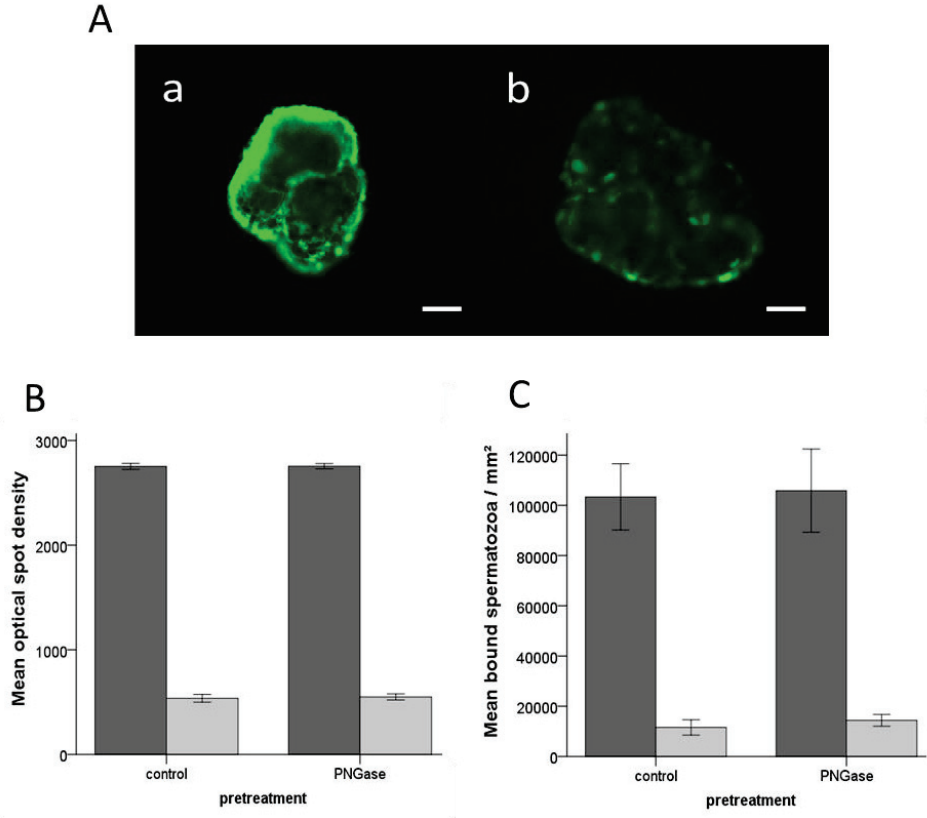 A
a
b
B
3000
2000
1000
0
Mean optical spot density
control
PNGase
pretreatment
C
120000
100000
80000
60000
40000
20000
0
Mean bound spermatozoa / mm²
control
PNGase
pretreatment